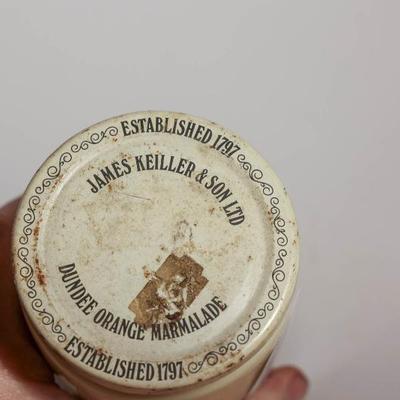 ESTABLISHED 1797
JAMES KEILLER & SON LTD
DUNDEE ORANGE MARMALADE
ESTABLISHED 1797